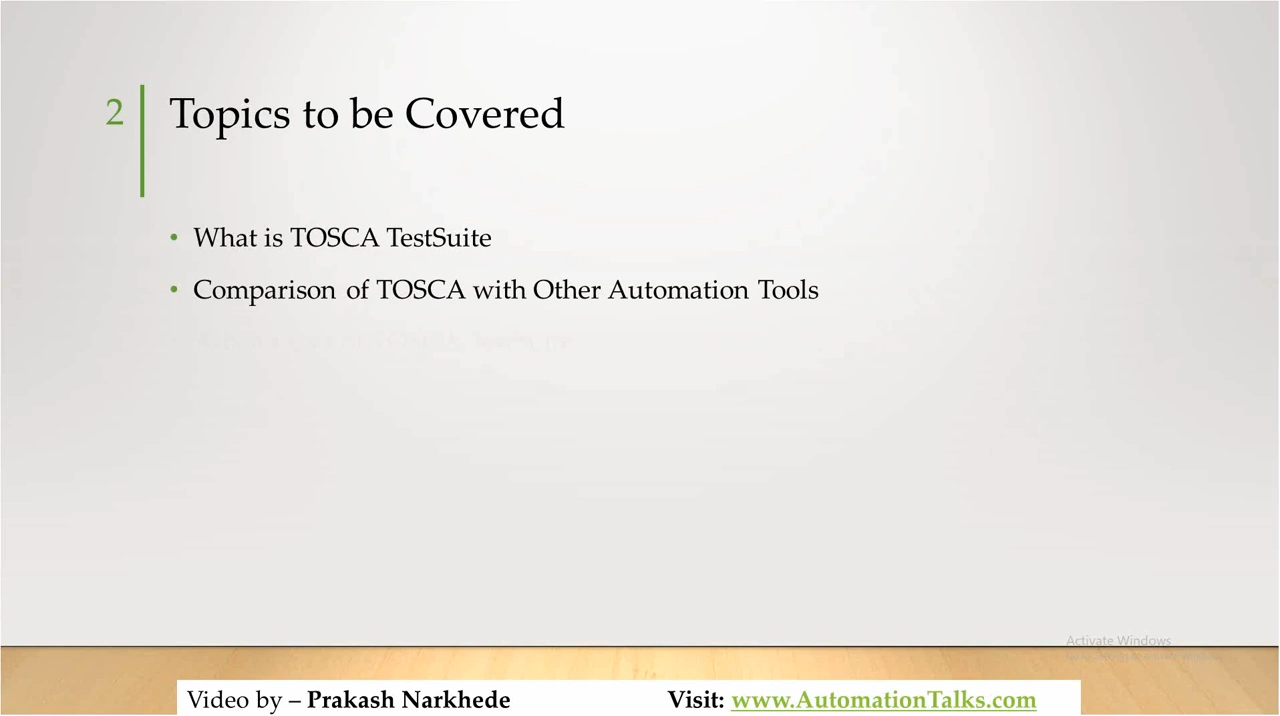 2
Topics to be Covered
• What is TOSCA TestSuite
• Comparison of TOSCA with Other Automation Tools
Activate Windows
Video by – Prakash Narkhede Visit: www.AutomationTalks.com